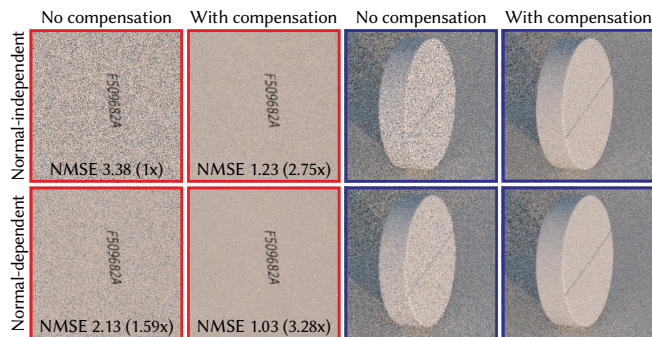 No compensation
With compensation
No compensation
With compensation
Normal-independent
F509682A
NMSE 3.38 (1x)
F509682A
NMSE 1.23 (2.75x)
Normal-dependent
F509682A
NMSE 2.13 (1.59x)
F509682A
NMSE 1.03 (3.28x)